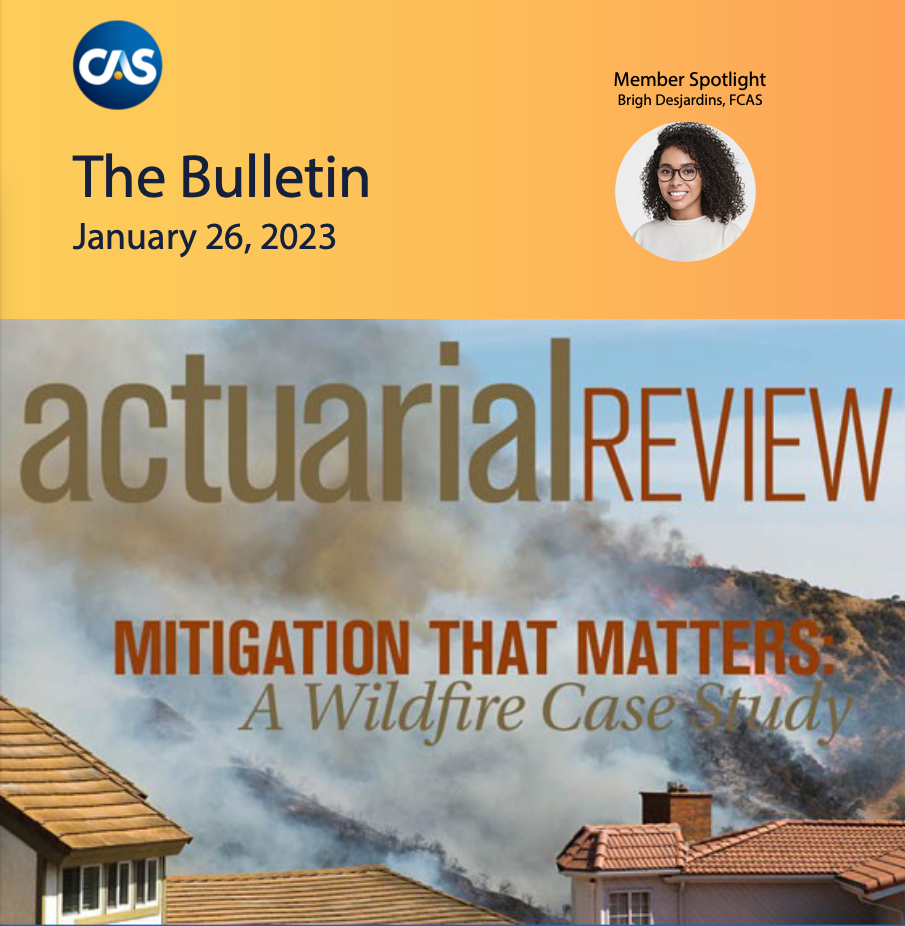 CAS
Member Spotlight
Brigh Desjardins, FCAS
The Bulletin
January 26, 2023
actuarialREVIEW
MITIGATION THAT MATTERS:
A Wildfire Case Study